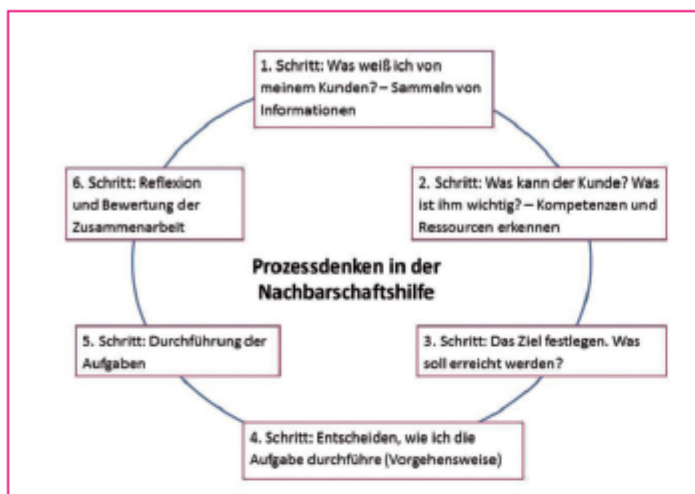 1. Schritt: Was weiß ich von
meinem Kunden? – Sammeln von
Informationen
2. Schritt: Was kann der Kunde? Was
ist ihm wichtig? – Kompetenzen und
Ressourcen erkennen
3. Schritt: Das Ziel festlegen. Was
soll erreicht werden?
4. Schritt: Entscheiden, wie ich die
Aufgabe durchführe (Vorgehensweise)
5. Schritt: Durchführung der
Aufgaben
6. Schritt: Reflexion
und Bewertung der
Zusammenarbeit
Prozessdenken in der
Nachbarschaftshilfe